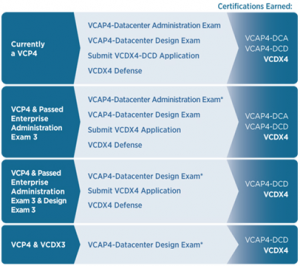 Certifications Earned:
Currently
a VCP4
VCAP4-Datacenter Administration Exam
VCAP4-Datacenter Design Exam
Submit VCDX4-DCD Application
VCDX4 Defense
VCAP4-DCA
VCAP4-DCD
VCDX4
VCP4 & Passed
Enterprise
Administration
Exam 3
VCAP4-Datacenter Administration Exam*
VCAP4-Datacenter Design Exam
Submit VCDX4 Application
VCDX4 Defense
VCAP4-DCA
VCAP4-DCD
VCDX4
VCP4 & Passed
Enterprise
Administration
Exam 3 & Design
Exam 3
VCAP4-Datacenter Design Exam*
Submit VCDX4 Application
VCDX4 Defense
VCAP4-DCD
VCDX4
VCP4 & VCDX3
VCAP4-Datacenter Design Exam*
VCAP4-DCD
VCDX4